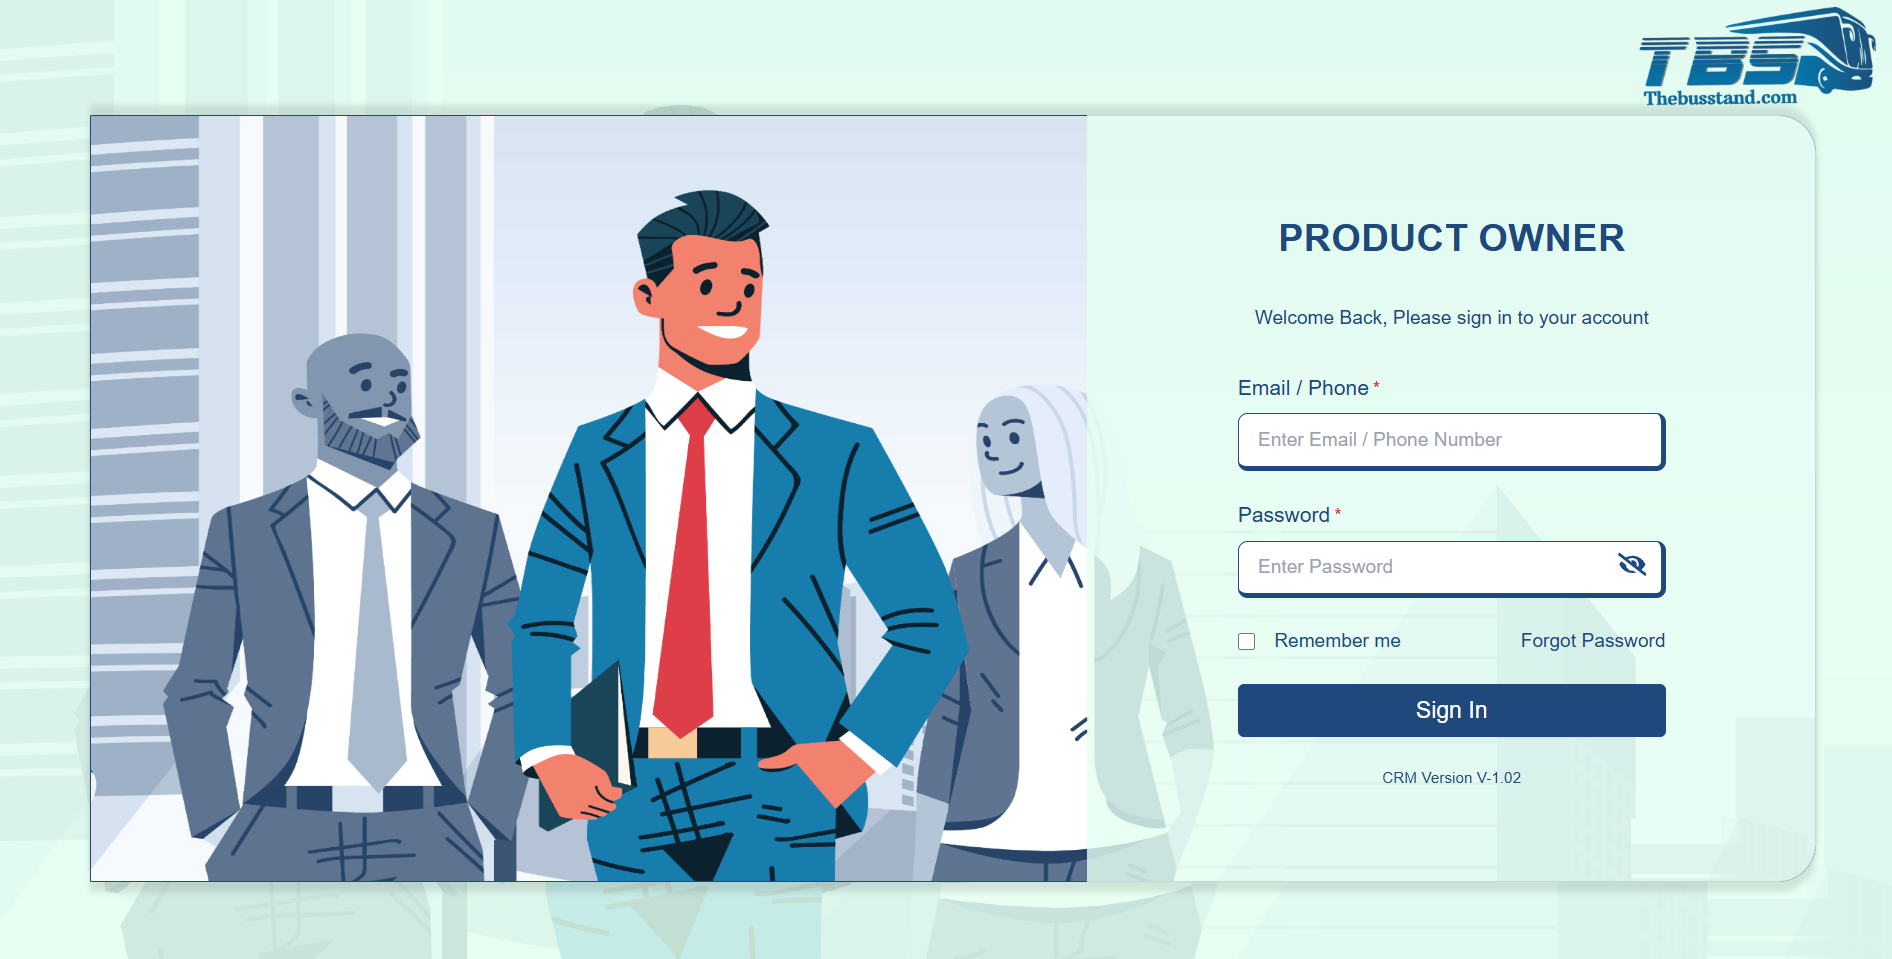 TBS
Thebusstand.com
PRODUCT OWNER
Welcome Back, Please sign in to your account
Email / Phone *
Enter Email / Phone Number
Password *
Enter Password
Remember me
Forgot Password
Sign In
CRM Version V-1.02